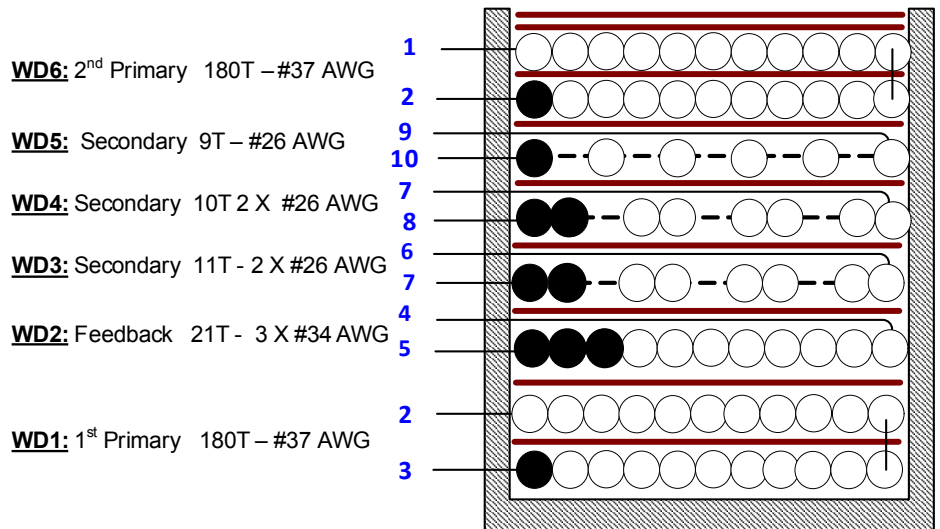 1
WD6: 2nd Primary 180T – #37 AWG
2
9
WD5: Secondary 9T – #26 AWG
10
7
WD4: Secondary 10T 2 X #26 AWG
8
6
WD3: Secondary 11T - 2 X #26 AWG
7
4
WD2: Feedback 21T - 3 X #34 AWG
5
2
WD1: 1st Primary 180T – #37 AWG
3